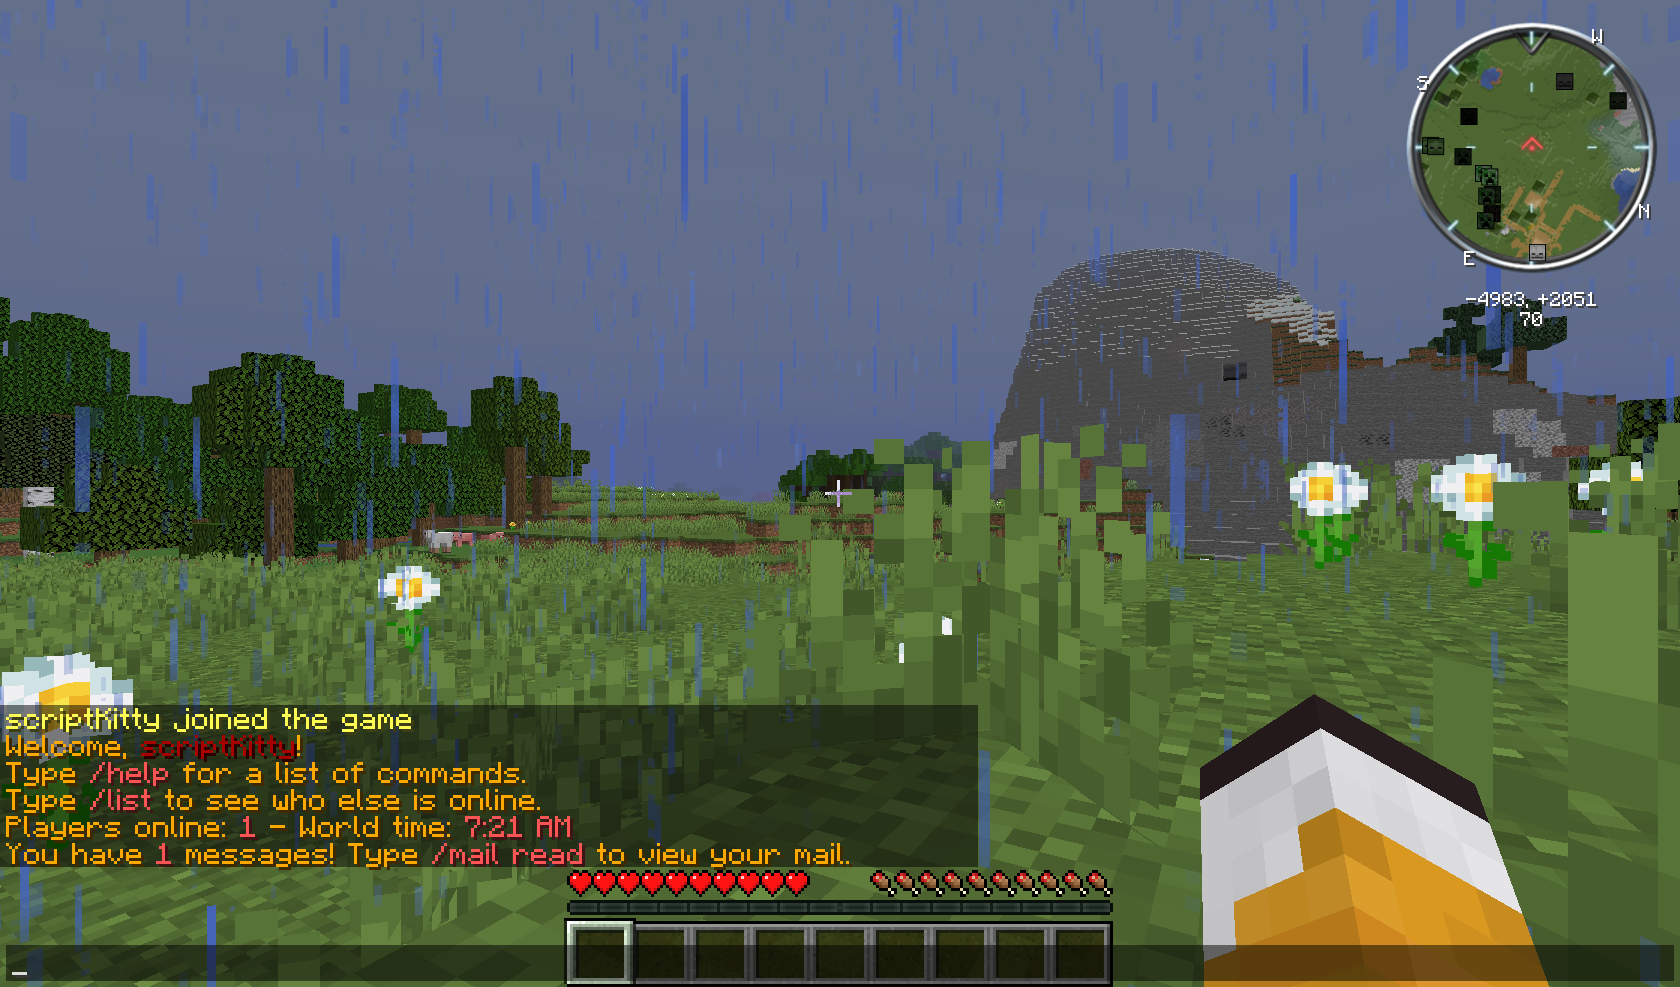 W
S
N
E
-4983, +2051
70
scriptKitty joined the game
Welcome, scriptKitty!
Type /help for a list of commands.
Type /list to see who else is online.
Players online: 1 - World time: 7:21 AM
You have 1 messages! Type /mail read to view your mail.
_